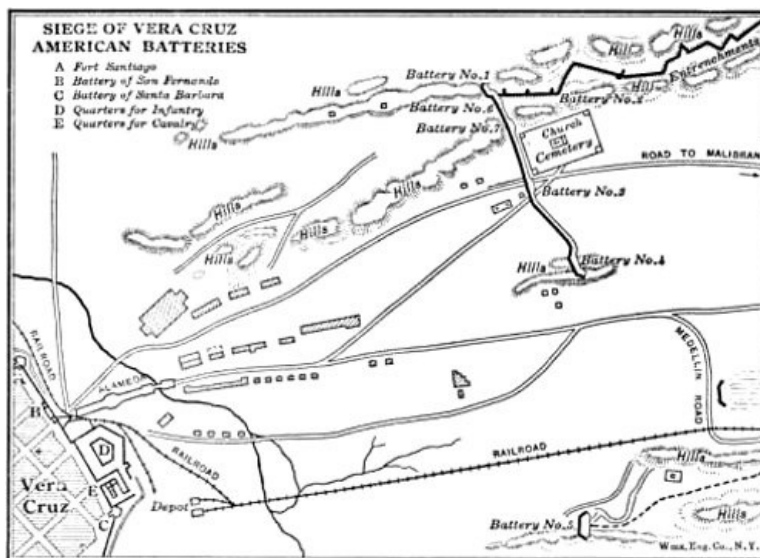 SIEGE OF VERA CRUZ
AMERICAN BATTERIES
A Fort Santiago
B Battery of San Fernando
C Battery of Santa Barbara
D Quarters for Infantry
E Quarters for Cavalry
Hills
Hill
Hills
Entrenchments
Battery No.1
Hills
Battery No.6
Battery No.2
Hills
Battery No.7
Hills
Church
Cemetery
ROAD TO MALIBRAN
Hills
Battery No.3
Hills
Hills
Hills
Battery No.4
Hills
RAILROAD
ALAMEDA
MEDELLIN ROAD
B
RAILROAD
RAILROAD
D
Hills
E
Vera
Cruz
C
Depot
Battery No.5
Hills
Wms. Eng. Co., N.Y.